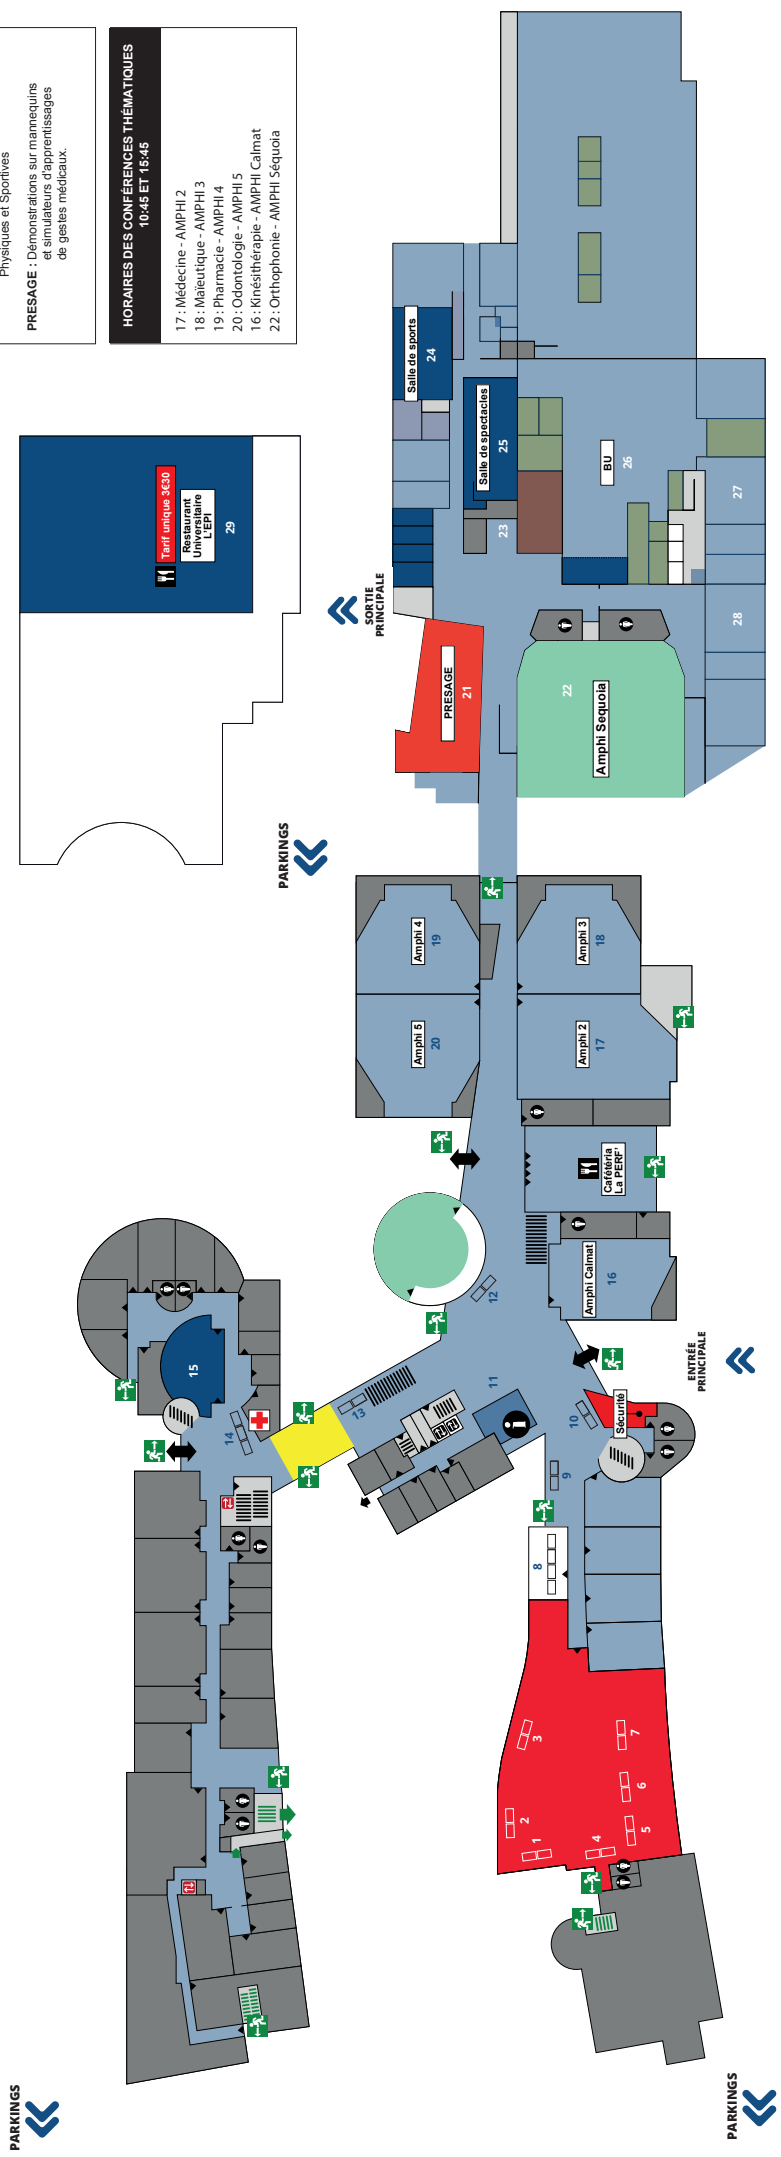 Physiques et Sportives
PRESAGE : Démonstrations sur mannequins
et simulateurs d'apprentissages
de gestes médicaux.
HORAIRES DES CONFÉRENCES THÉMATIQUES
10:45 ET 15:45
17 : Médecine - AMPHI 2
18 : Maïeutique - AMPHI 3
19 : Pharmacie - AMPHI 4
20 : Odontologie - AMPHI 5
16 : Kinésithérapie - AMPHI Calmat
22 : Orthophonie - AMPHI Séquoia
Tarif unique 3€30
Restaurant
Universitaire
L'EPI
29
SORTIE
PRINCIPALE
PARKINGS
Salle de sports
24
Salle de spectacles
25
23
BU
26
27
28
PRESAGE
21
22
Amphi Sequoia
Amphi 4
19
Amphi 3
18
Amphi 5
20
Amphi 2
17
Cafétéria
La PERF'
Amphi Calmat
16
12
11
13
15
14
i
10
Sécurité
ENTRÉE
PRINCIPALE
9
8
3
7
2
6
1
4
5
PARKINGS
PARKINGS